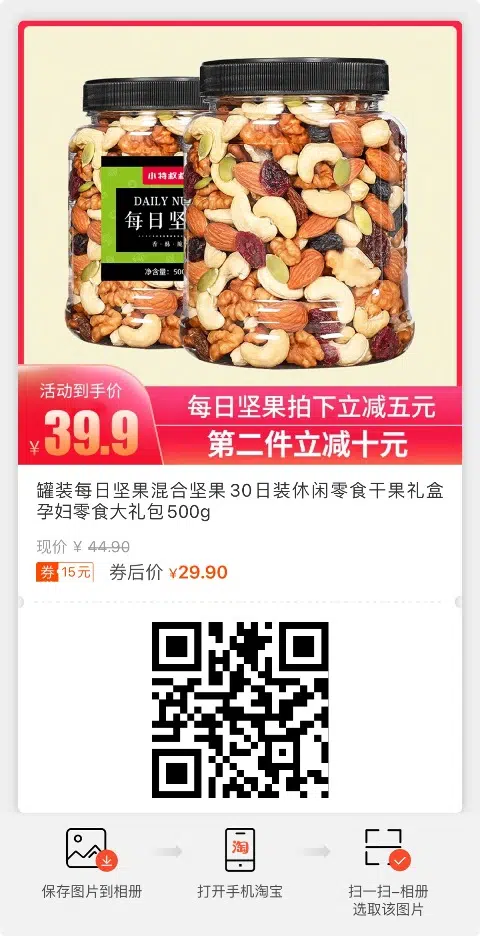 小特叔叔
DAILY NU
每日坚
香·酥·脆
净含量：500
活动到手价
¥39.9
每日坚果拍下立减五元
第二件立减十元
罐装每日坚果混合坚果30日装休闲零食干果礼盒
孕妇零食大礼包500g
现价 ¥ 44.90
券 15元 券后价 ¥29.90
淘
保存图片到相册
打开手机淘宝
扫一扫-相册
选取该图片